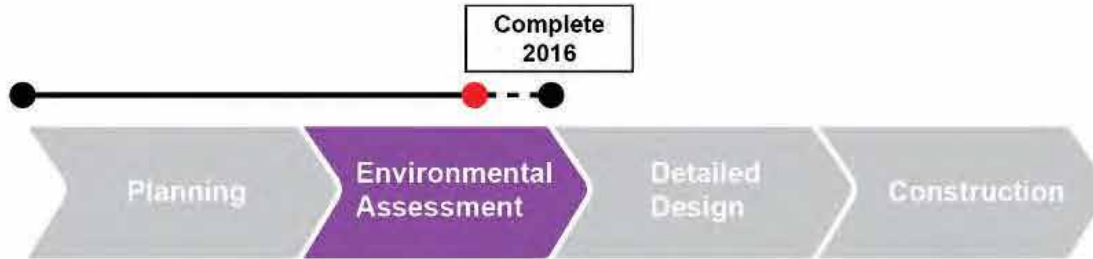 Complete
2016
Planning
Environmental
Assessment
Detailed
Design
Construction